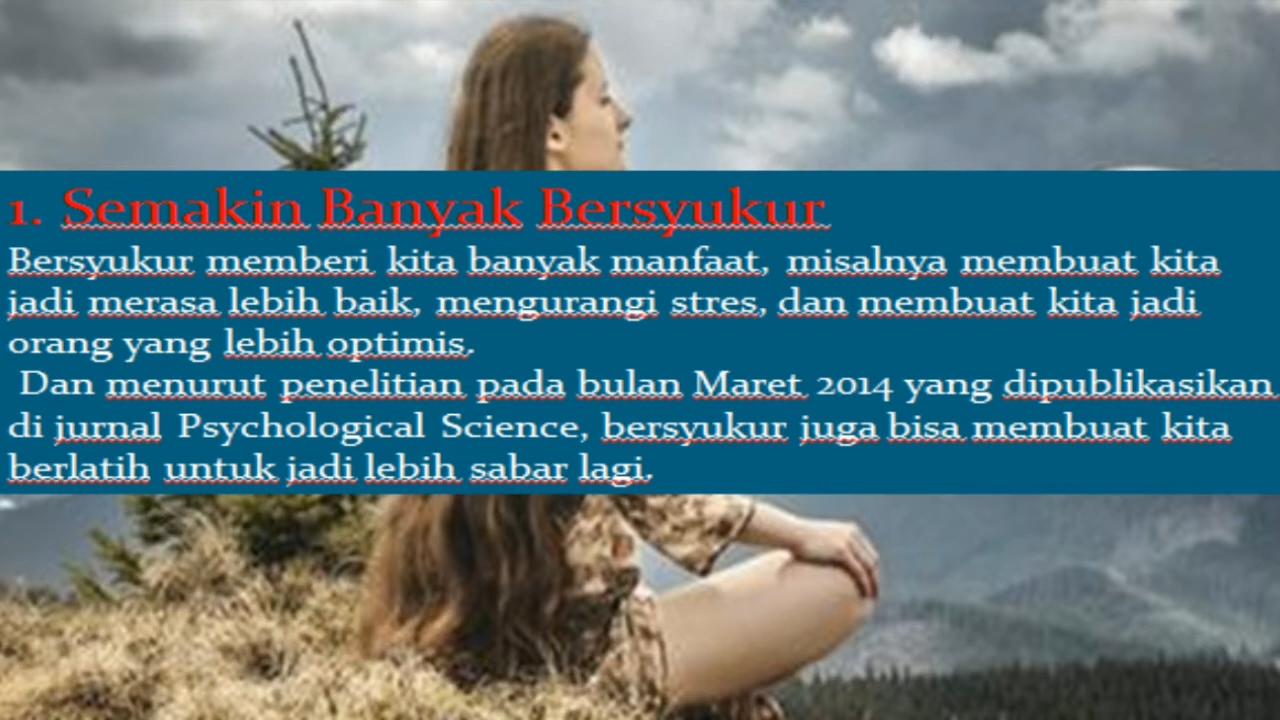 1. Semakin Banyak Bersyukur
Bersyukur memberi kita banyak manfaat, misalnya membuat kita
jadi merasa lebih baik, mengurangi stres, dan membuat kita jadi
orang yang lebih optimis.
Dan menurut penelitian pada bulan Maret 2014 yang dipublikasikan
di jurnal Psychological Science, bersyukur juga bisa membuat kita
berlatih untuk jadi lebih sabar lagi.